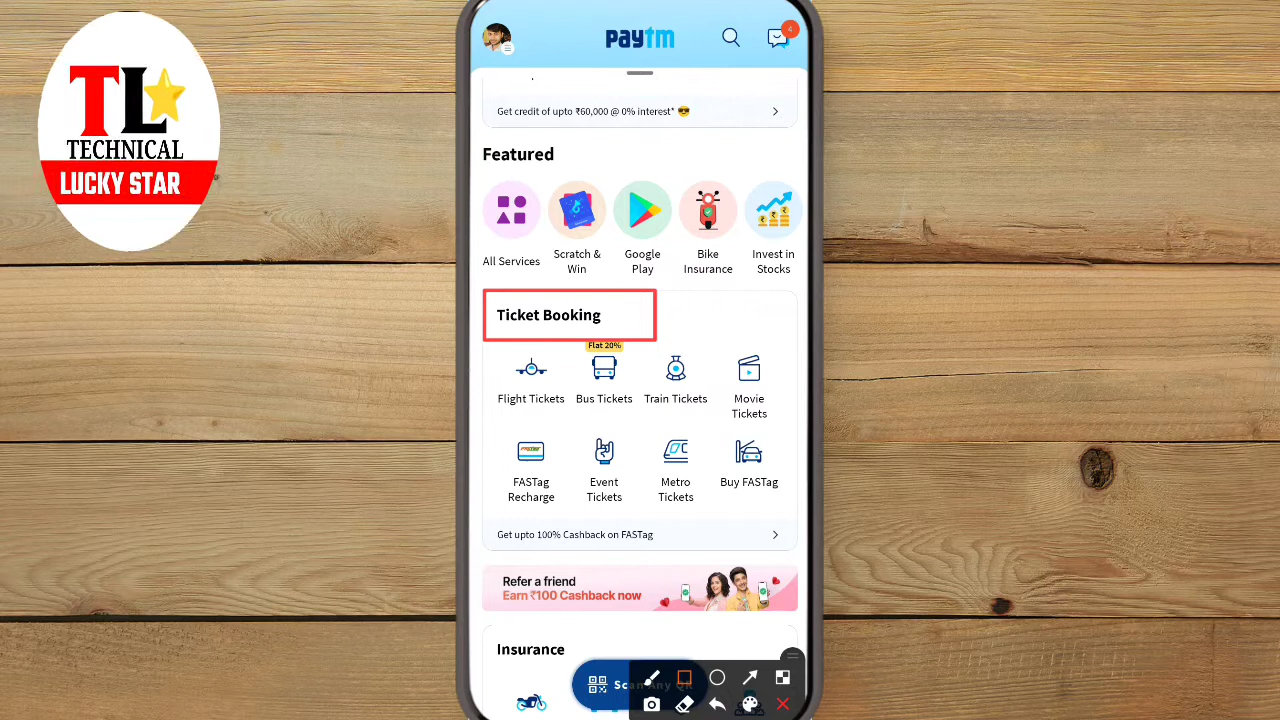 TL
TECHNICAL
LUCKY STAR
paytm
4
Get credit of upto ₹60,000 @ 0% interest* 😎
Featured
All Services
Scratch &
Win
Google
Play
Bike
Insurance
Invest in
Stocks
Ticket Booking
Flat 20%
Flight Tickets
Bus Tickets
Train Tickets
Movie
Tickets
FASTag
Recharge
Event
Tickets
Metro
Tickets
Buy FASTag
Get upto 100% Cashback on FASTag
Refer a friend
Earn ₹100 Cashback now
Insurance
Scan Any QR